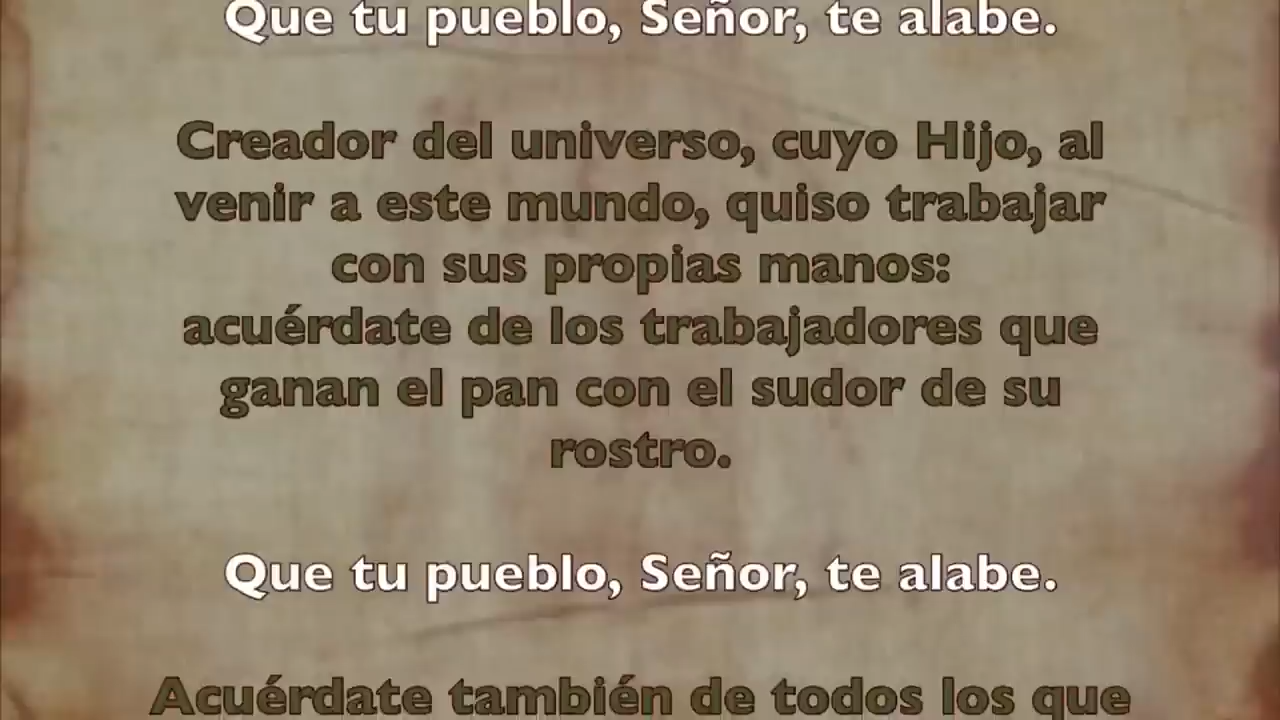 Que tu pueblo, Señor, te alabe.
Creador del universo, cuyo Hijo, al
venir a este mundo, quiso trabajar
con sus propias manos:
acuérdate de los trabajadores que
ganan el pan con el sudor de su
rostro.
Que tu pueblo, Señor, te alabe.
Acuérdate también de todos los que